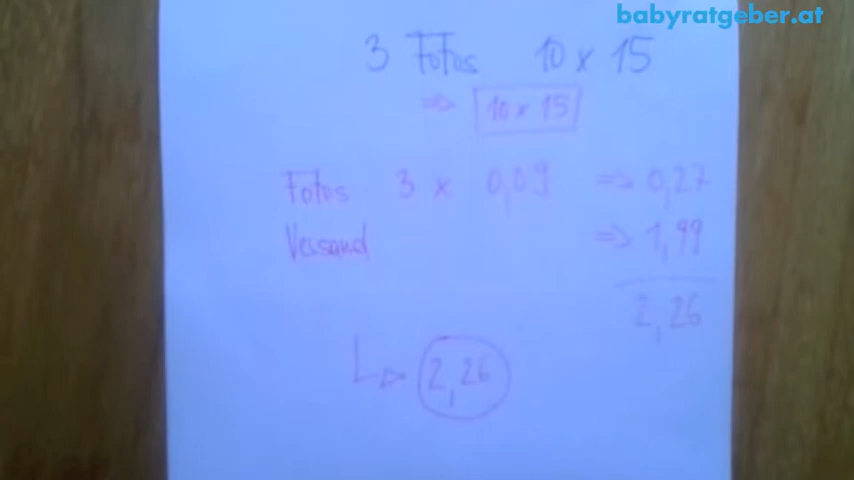 babyratgeber.at
3 Fotos 10 x 15
⇒ 10 x 15
Fotos 3 x 0,09 ⇒ 0,27
Versand ⇒ 1,99
2,26
2,26